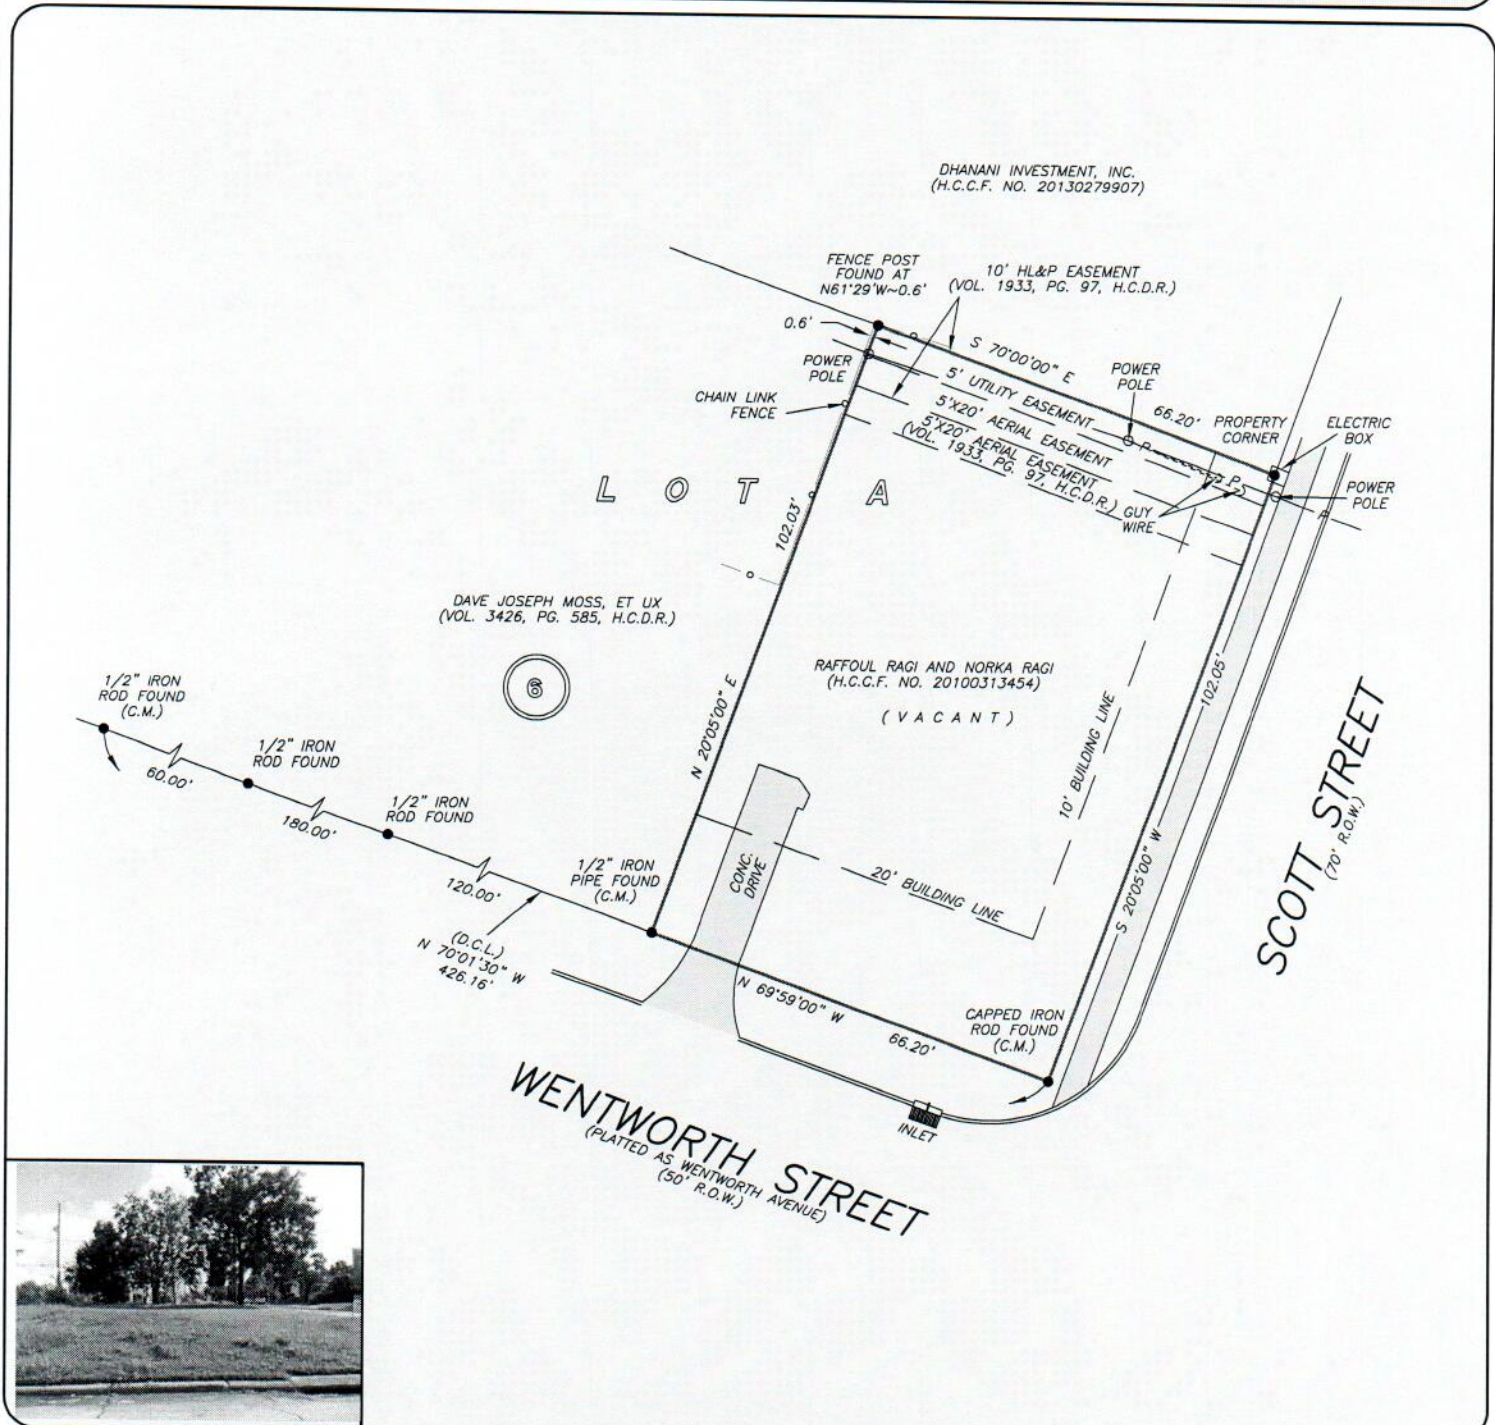 DHANANI INVESTMENT, INC.
(H.C.C.F. NO. 20130279907)
FENCE POST
FOUND AT
N61°29'W~0.6'
10' HL&P EASEMENT
(VOL. 1933, PG. 97, H.C.D.R.)
0.6'
S 70°00'00" E
66.20'
POWER
POLE
5' UTILITY EASEMENT
POWER
POLE
CHAIN LINK
FENCE
5'X20' AERIAL EASEMENT
5'X20' AERIAL EASEMENT
(VOL. 1933, PG. 97, H.C.D.R.)
PROPERTY
CORNER
ELECTRIC
BOX
P
P
GUY
WIRE
POWER
POLE
LOT A
102.03'
DAVE JOSEPH MOSS, ET UX
(VOL. 3426, PG. 585, H.C.D.R.)
6
RAFFOUL RAGI AND NORKA RAGI
(H.C.C.F. NO. 20100313454)
(VACANT)
N 20°05'00" E
102.05'
S 20°05'00" W
10' BUILDING LINE
20' BUILDING LINE
SCOTT STREET
(70' R.O.W.)
1/2" IRON
ROD FOUND
(C.M.)
60.00'
1/2" IRON
ROD FOUND
180.00'
1/2" IRON
ROD FOUND
120.00'
1/2" IRON
PIPE FOUND
(C.M.)
CONC.
DRIVE
(D.C.L.)
N 70°01'30" W
426.16'
N 69°59'00" W
66.20'
CAPPED IRON
ROD FOUND
(C.M.)
INLET
WENTWORTH STREET
(PLATTED AS WENTWORTH AVENUE)
(50' R.O.W.)